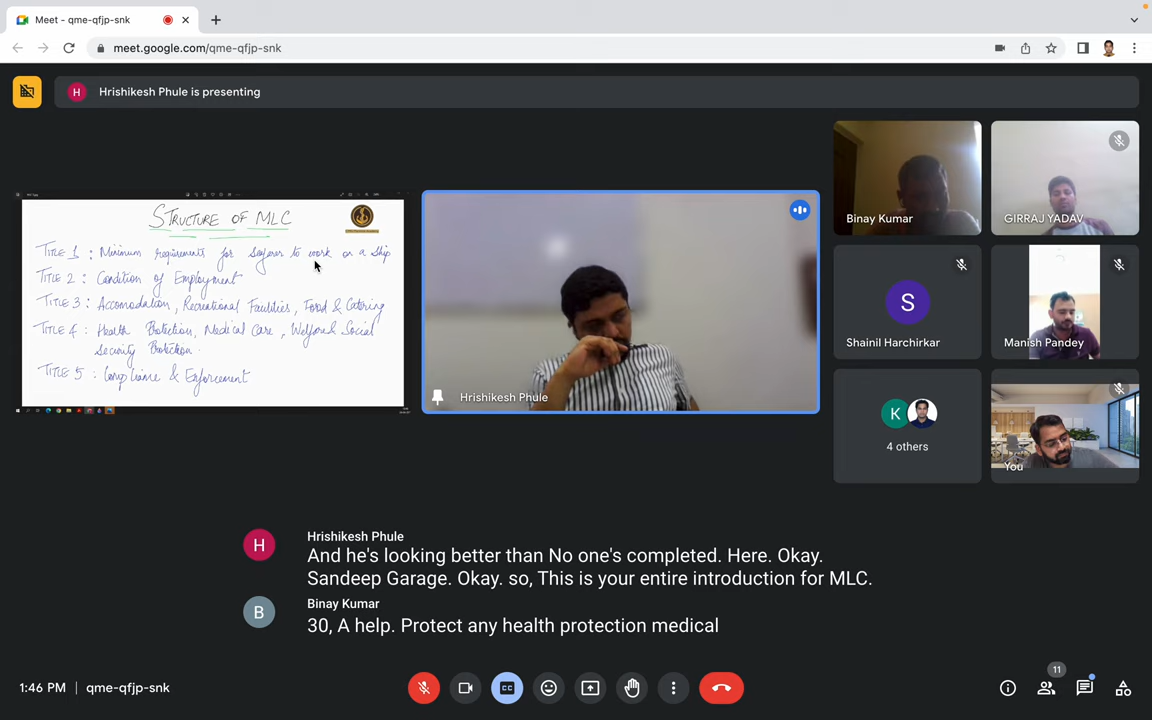 Meet - qme-qfjp-snk
meet.google.com/qme-qfjp-snk
H Hrishikesh Phule is presenting
STRUCTURE OF MLC
TITLE 1 : Minimum requirements for Seafarer to work on a Ship
TITLE 2 : Condition of Employment
TITLE 3 : Accomodation, Recreational Facilities, Food & Catering
TITLE 4 : Health Protection, Medical Care, Welfare & Social
Security Protection.
TITLE 5 : Compliance & Enforcement
Hrishikesh Phule
Binay Kumar
GIRRAJ YADAV
S
Shainil Harchirkar
Manish Pandey
K
4 others
You
H
Hrishikesh Phule
And he's looking better than No one's completed. Here. Okay.
Sandeep Garage. Okay. so, This is your entire introduction for MLC.
B
Binay Kumar
30, A help. Protect any health protection medical
1:46 PM | qme-qfjp-snk
CC
11